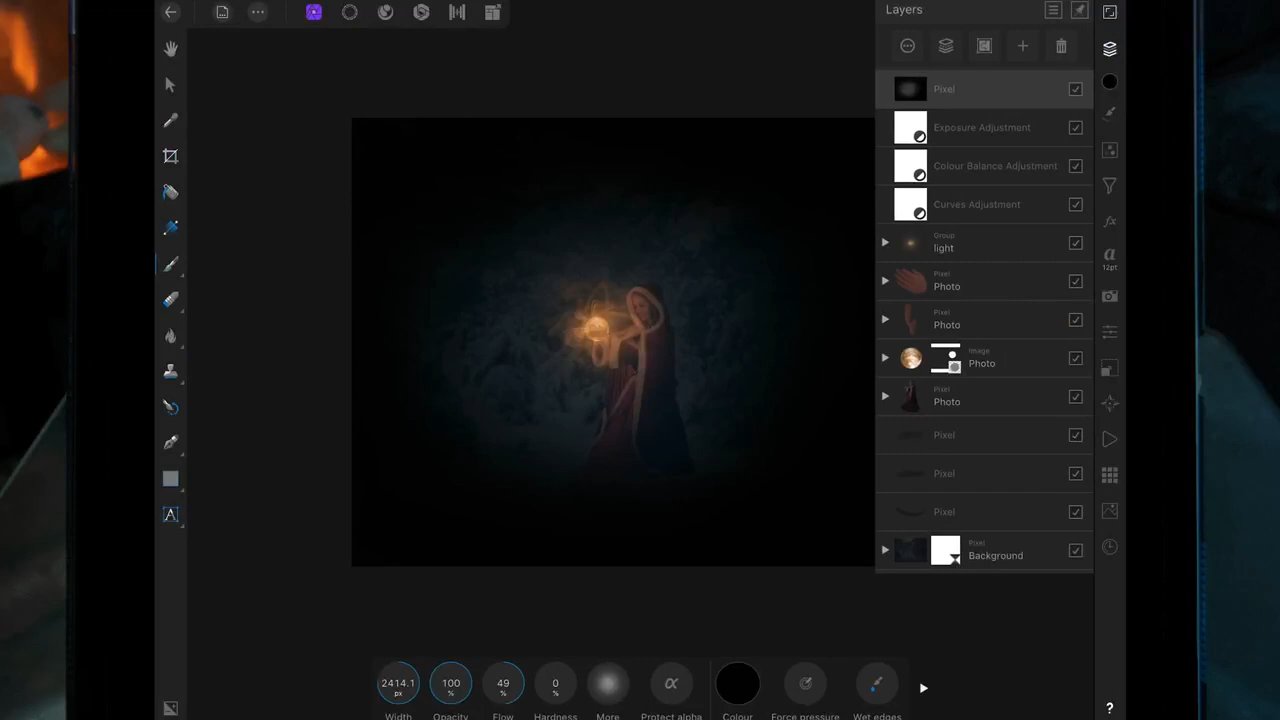 Layers
Pixel
Exposure Adjustment
Colour Balance Adjustment
Curves Adjustment
Group
light
Pixel
Photo
Pixel
Photo
Image
Photo
Pixel
Photo
Pixel
Pixel
Pixel
Pixel
Background
fx
a
12pt
A
?
2414.1
px
100
%
49
%
0
%
α
Width
Opacity
Flow
Hardness
More
Protect alpha
Colour
Force pressure
Wet edges